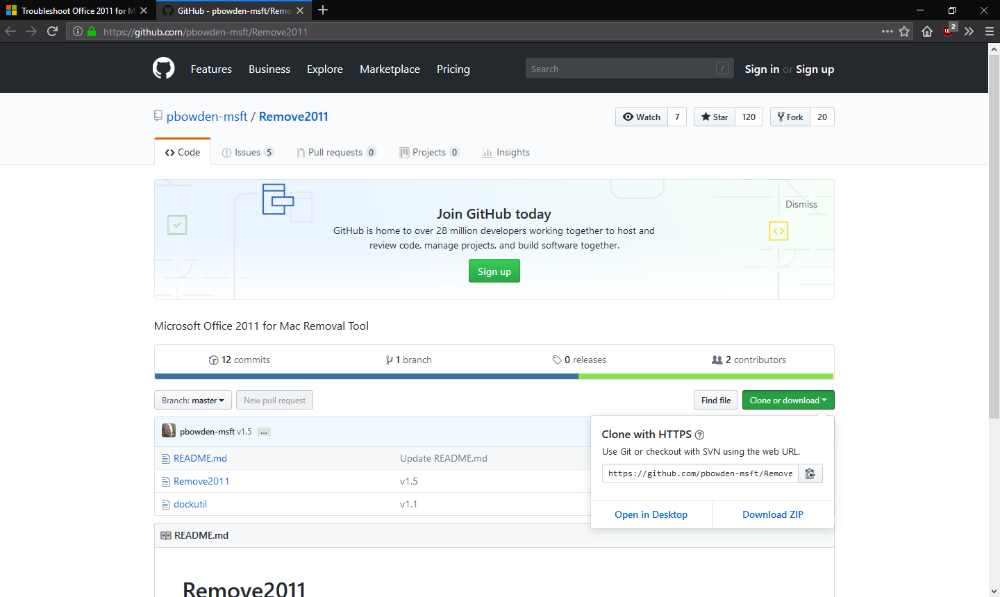 Troubleshoot Office 2011 for M
GitHub - pbowden-msft/Remo
https://github.com/pbowden-msft/Remove2011
2
Features Business Explore Marketplace Pricing
Search /
Sign in or Sign up
pbowden-msft / Remove2011
Watch 7 Star 120 Fork 20
Code Issues 5 Pull requests 0 Projects 0 Insights
Join GitHub today
Dismiss
GitHub is home to over 28 million developers working together to host and
review code, manage projects, and build software together.
Sign up
Microsoft Office 2011 for Mac Removal Tool
12 commits 1 branch 0 releases 2 contributors
Branch: master New pull request Find file Clone or download
pbowden-msft v1.5 ...
README.md Update README.md
Remove2011 v1.5
dockutil v1.1
Clone with HTTPS ?
Use Git or checkout with SVN using the web URL.
https://github.com/pbowden-msft/Remove
Open in Desktop Download ZIP
README.md
Remove2011